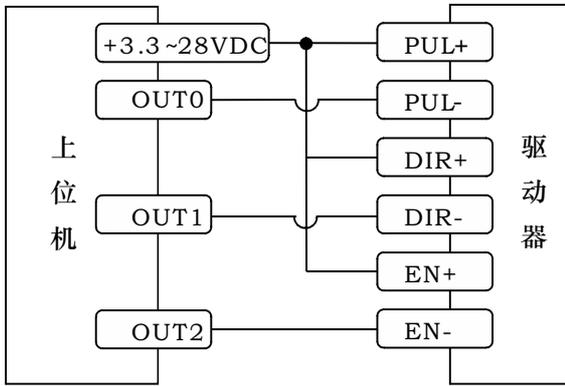 +3.3~28VDC
PUL+
OUT0
PUL-
上位机
DIR+
驱动器
OUT1
DIR-
EN+
OUT2
EN-